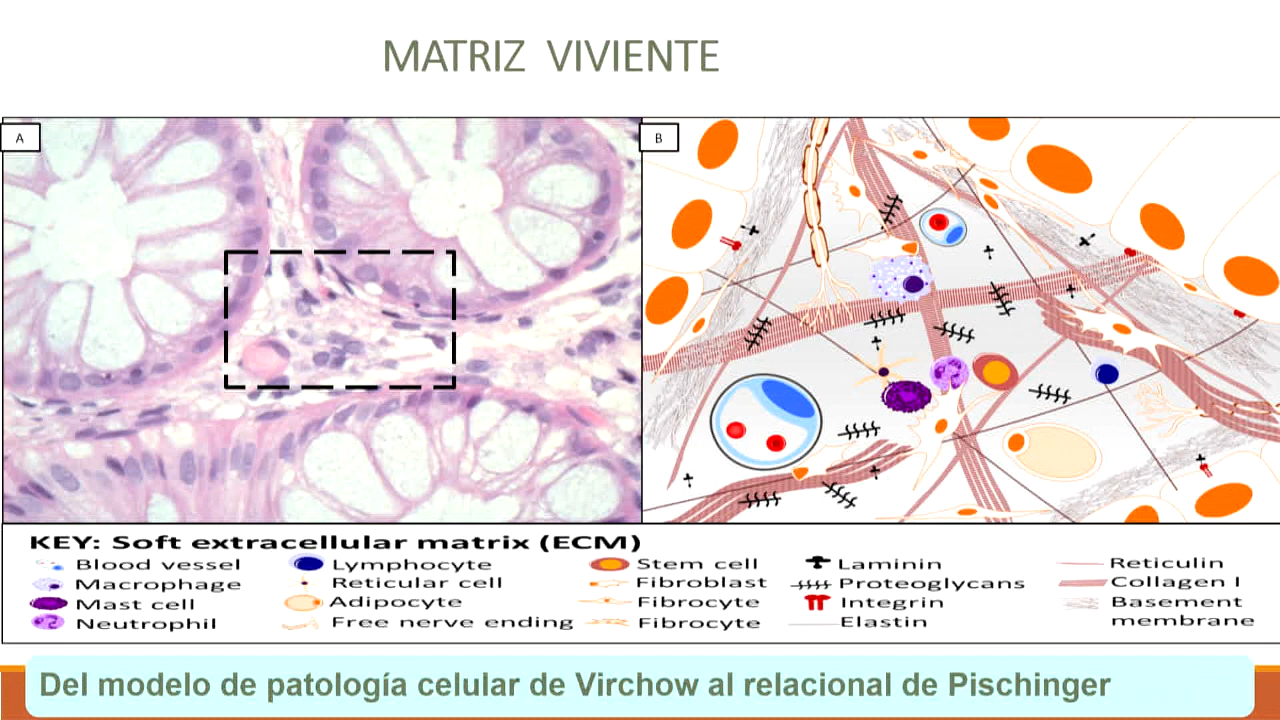 MATRIZ VIVIENTE
A
B
KEY: Soft extracellular matrix (ECM)
Blood vessel
Macrophage
Mast cell
Neutrophil
Lymphocyte
Reticular cell
Adipocyte
Free nerve ending
Stem cell
Fibroblast
Fibrocyte
Fibrocyte
Laminin
Proteoglycans
Integrin
Elastin
Reticulin
Collagen I
Basement
membrane
Del modelo de patología celular de Virchow al relacional de Pischinger